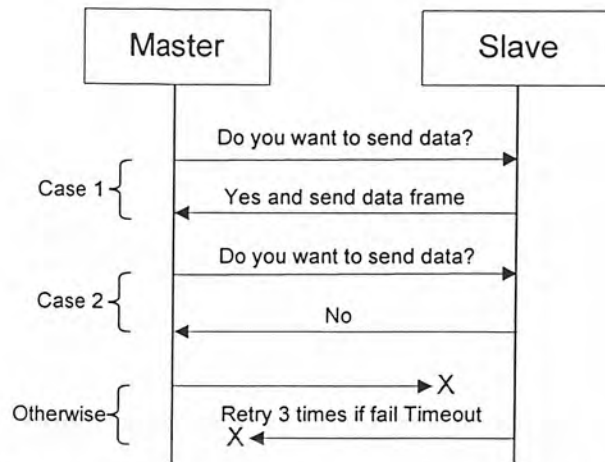 Master
Slave
Do you want to send data?
Case 1
Yes and send data frame
Do you want to send data?
Case 2
No
X
Otherwise
Retry 3 times if fail Timeout
X